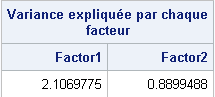 Variance expliquée par chaque
facteur
Factor1 Factor2
2.1069775 0.8899488